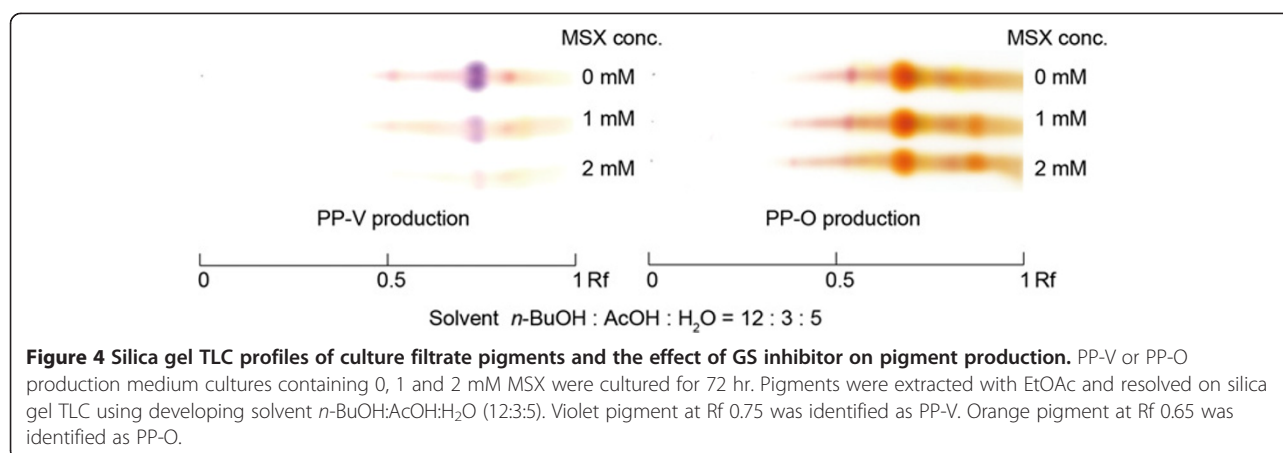 MSX conc. MSX conc.
0 mM 0 mM
1 mM 1 mM
2 mM 2 mM
PP-V production PP-O production
0 0.5 1 Rf 0 0.5 1 Rf
Solvent n-BuOH : AcOH : H₂O = 12 : 3 : 5
Figure 4 Silica gel TLC profiles of culture filtrate pigments and the effect of GS inhibitor on pigment production. PP-V or PP-O
production medium cultures containing 0, 1 and 2 mM MSX were cultured for 72 hr. Pigments were extracted with EtOAc and resolved on silica
gel TLC using developing solvent n-BuOH:AcOH:H₂O (12:3:5). Violet pigment at Rf 0.75 was identified as PP-V. Orange pigment at Rf 0.65 was
identified as PP-O.